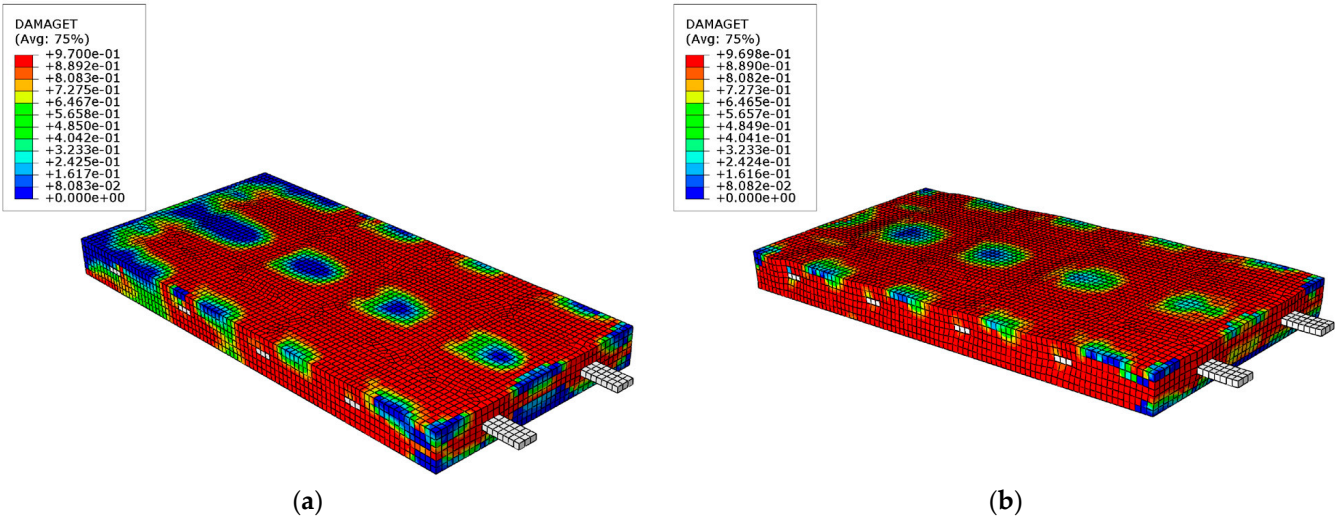 DAMAGET
(Avg: 75%)
+9.700e-01
+8.892e-01
+8.083e-01
+7.275e-01
+6.467e-01
+5.658e-01
+4.850e-01
+4.042e-01
+3.233e-01
+2.425e-01
+1.617e-01
+8.083e-02
+0.000e+00
(a)
DAMAGET
(Avg: 75%)
+9.698e-01
+8.890e-01
+8.082e-01
+7.273e-01
+6.465e-01
+5.657e-01
+4.849e-01
+4.041e-01
+3.233e-01
+2.424e-01
+1.616e-01
+8.082e-02
+0.000e+00
(b)